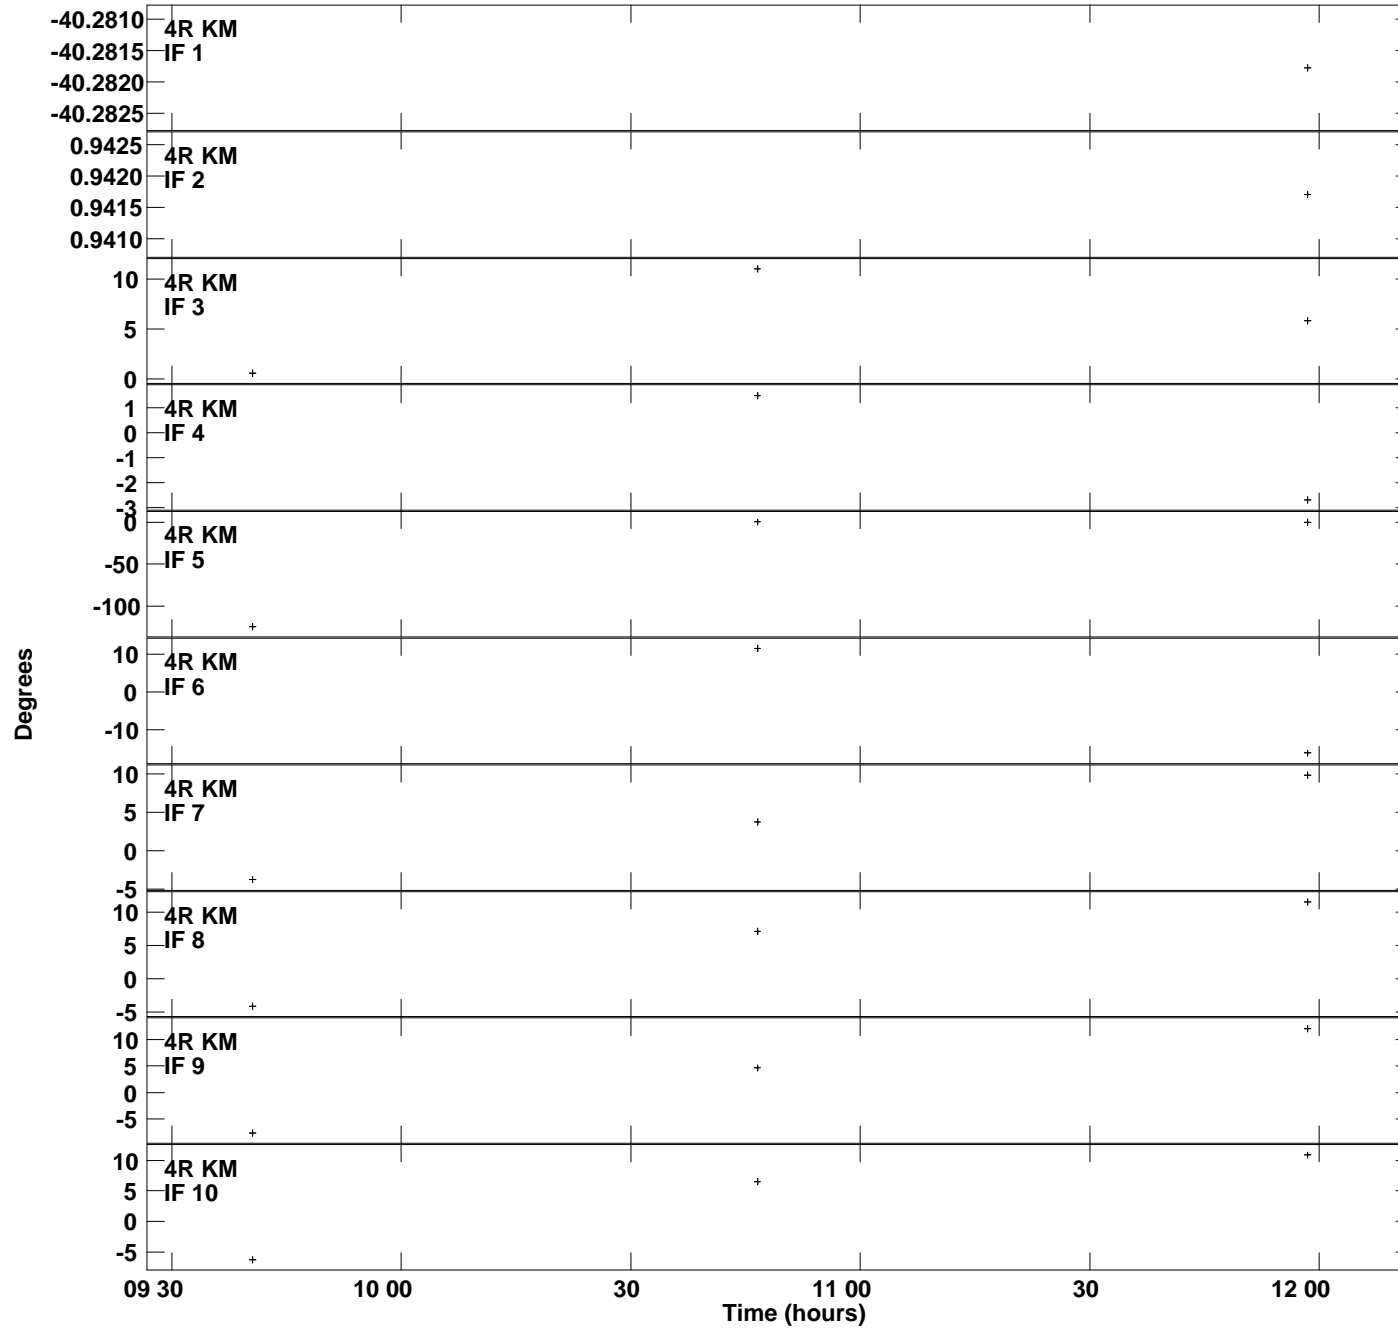 -40.2810
4R KM
IF 1
-40.2815
-40.2820
-40.2825
0.9425
4R KM
IF 2
0.9420
0.9415
0.9410
10
4R KM
IF 3
5
0
1
4R KM
IF 4
0
-1
-2
-3
0
4R KM
IF 5
-50
-100
10
4R KM
IF 6
0
-10
10
4R KM
IF 7
5
0
-5
10
4R KM
IF 8
5
0
-5
10
4R KM
IF 9
5
0
-5
10
4R KM
IF 10
5
0
-5
Degrees
09 30 10 00 30 11 00 30 12 00
Time (hours)